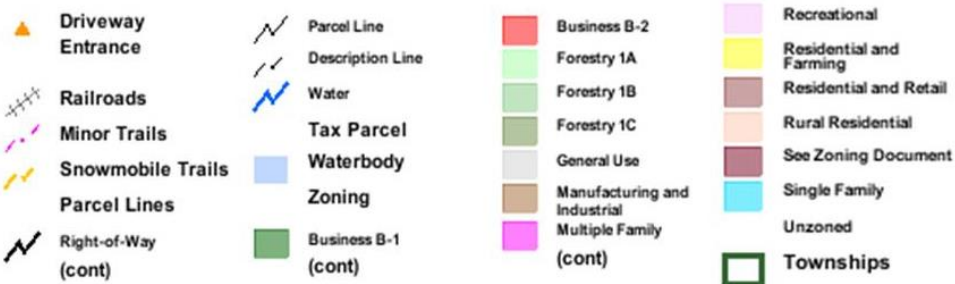 Driveway
Entrance
Railroads
Minor Trails
Snowmobile Trails
Parcel Lines
Right-of-Way
(cont)
Parcel Line
Description Line
Water
Tax Parcel
Waterbody
Zoning
Business B-1
(cont)
Business B-2
Forestry 1A
Forestry 1B
Forestry 1C
General Use
Manufacturing and
Industrial
Multiple Family
(cont)
Recreational
Residential and
Farming
Residential and Retail
Rural Residential
See Zoning Document
Single Family
Unzoned
Townships